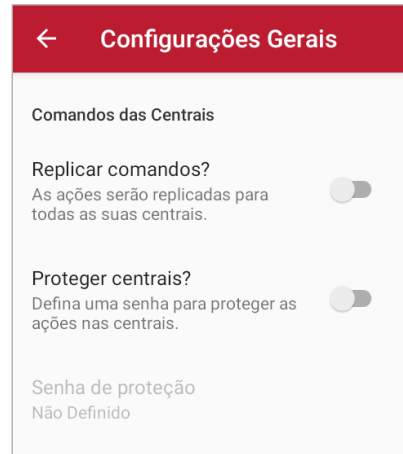 Configurações Gerais
Comandos das Centrais
Replicar comandos?
As ações serão replicadas para
todas as suas centrais.
Proteger centrais?
Defina uma senha para proteger as
ações nas centrais.
Senha de proteção
Não Definido